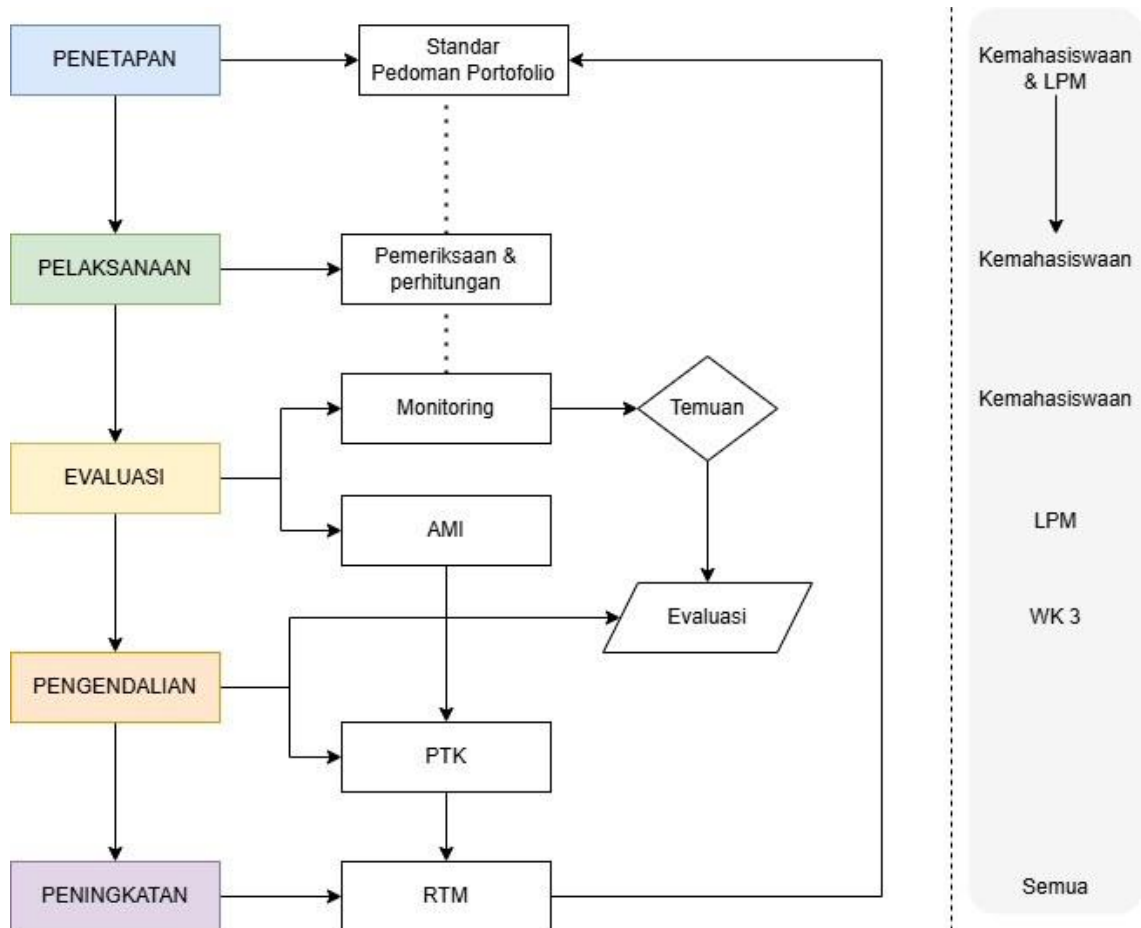 PENETAPAN
Standar
Pedoman Portofolio
Kemahasiswaan
& LPM
PELAKSANAAN
Pemeriksaan &
perhitungan
Kemahasiswaan
Monitoring
Temuan
Kemahasiswaan
EVALUASI
AMI
LPM
Evaluasi
WK 3
PENGENDALIAN
PTK
PENINGKATAN
RTM
Semua